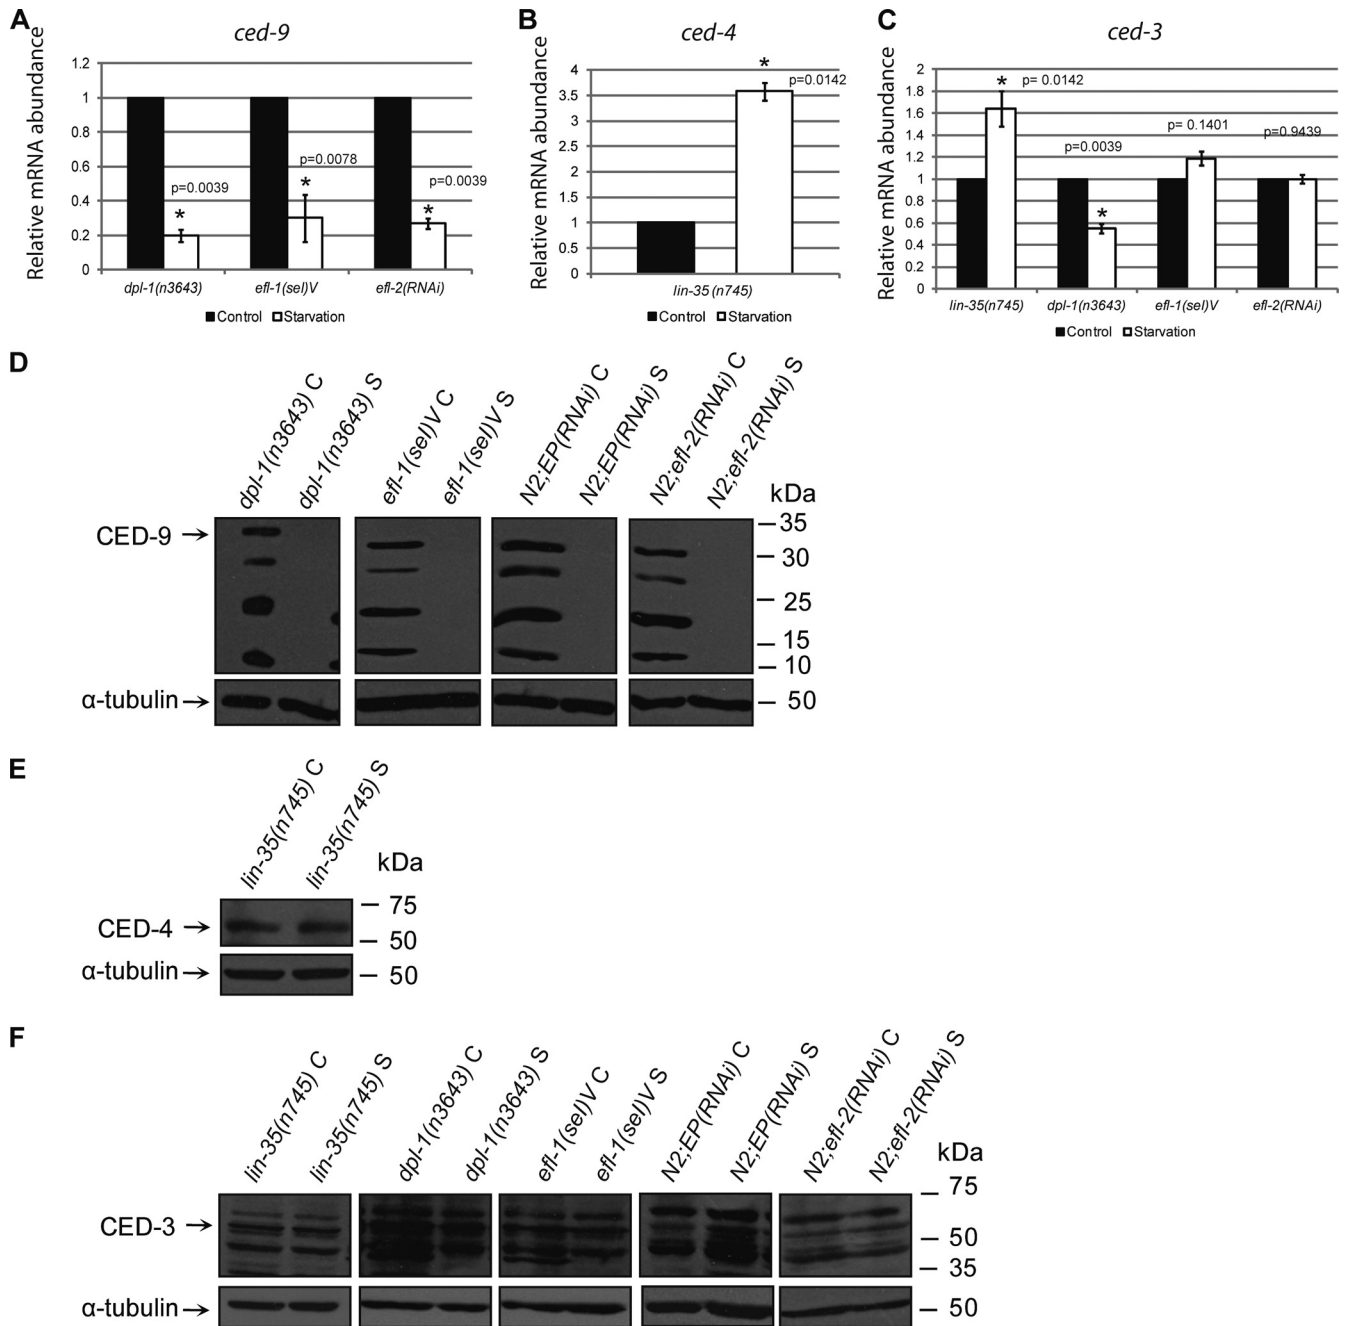 A
ced-9
Relative mRNA abundance
1.2
1
0.8
0.6
0.4
0.2
0
p=0.0039
*
p=0.0078
*
p=0.0039
*
dpl-1(n3643)
efl-1(sel)V
efl-2(RNAi)
Control Starvation
B
ced-4
Relative mRNA abundance
4
3.5
3
2.5
2
1.5
1
0.5
0
*
p=0.0142
lin-35(n745)
Control Starvation
C
ced-3
Relative mRNA abundance
2
1.8
1.6
1.4
1.2
1
0.8
0.6
0.4
0.2
0
*
p= 0.0142
p=0.0039
*
p= 0.1401
p=0.9439
lin-35(n745)
dpl-1(n3643)
efl-1(sel)V
efl-2(RNAi)
Control Starvation
D
dpl-1(n3643) C
dpl-1(n3643) S
efl-1(sel)V C
efl-1(sel)V S
N2;EP(RNAi) C
N2;EP(RNAi) S
N2;efl-2(RNAi) C
N2;efl-2(RNAi) S
kDa
CED-9
35
30
25
15
10
α-tubulin
50
E
lin-35(n745) C
lin-35(n745) S
kDa
CED-4
75
50
α-tubulin
50
F
lin-35(n745) C
lin-35(n745) S
dpl-1(n3643) C
dpl-1(n3643) S
efl-1(sel)V C
efl-1(sel)V S
N2;EP(RNAi) C
N2;EP(RNAi) S
N2;efl-2(RNAi) C
N2;efl-2(RNAi) S
kDa
CED-3
75
50
35
α-tubulin
50